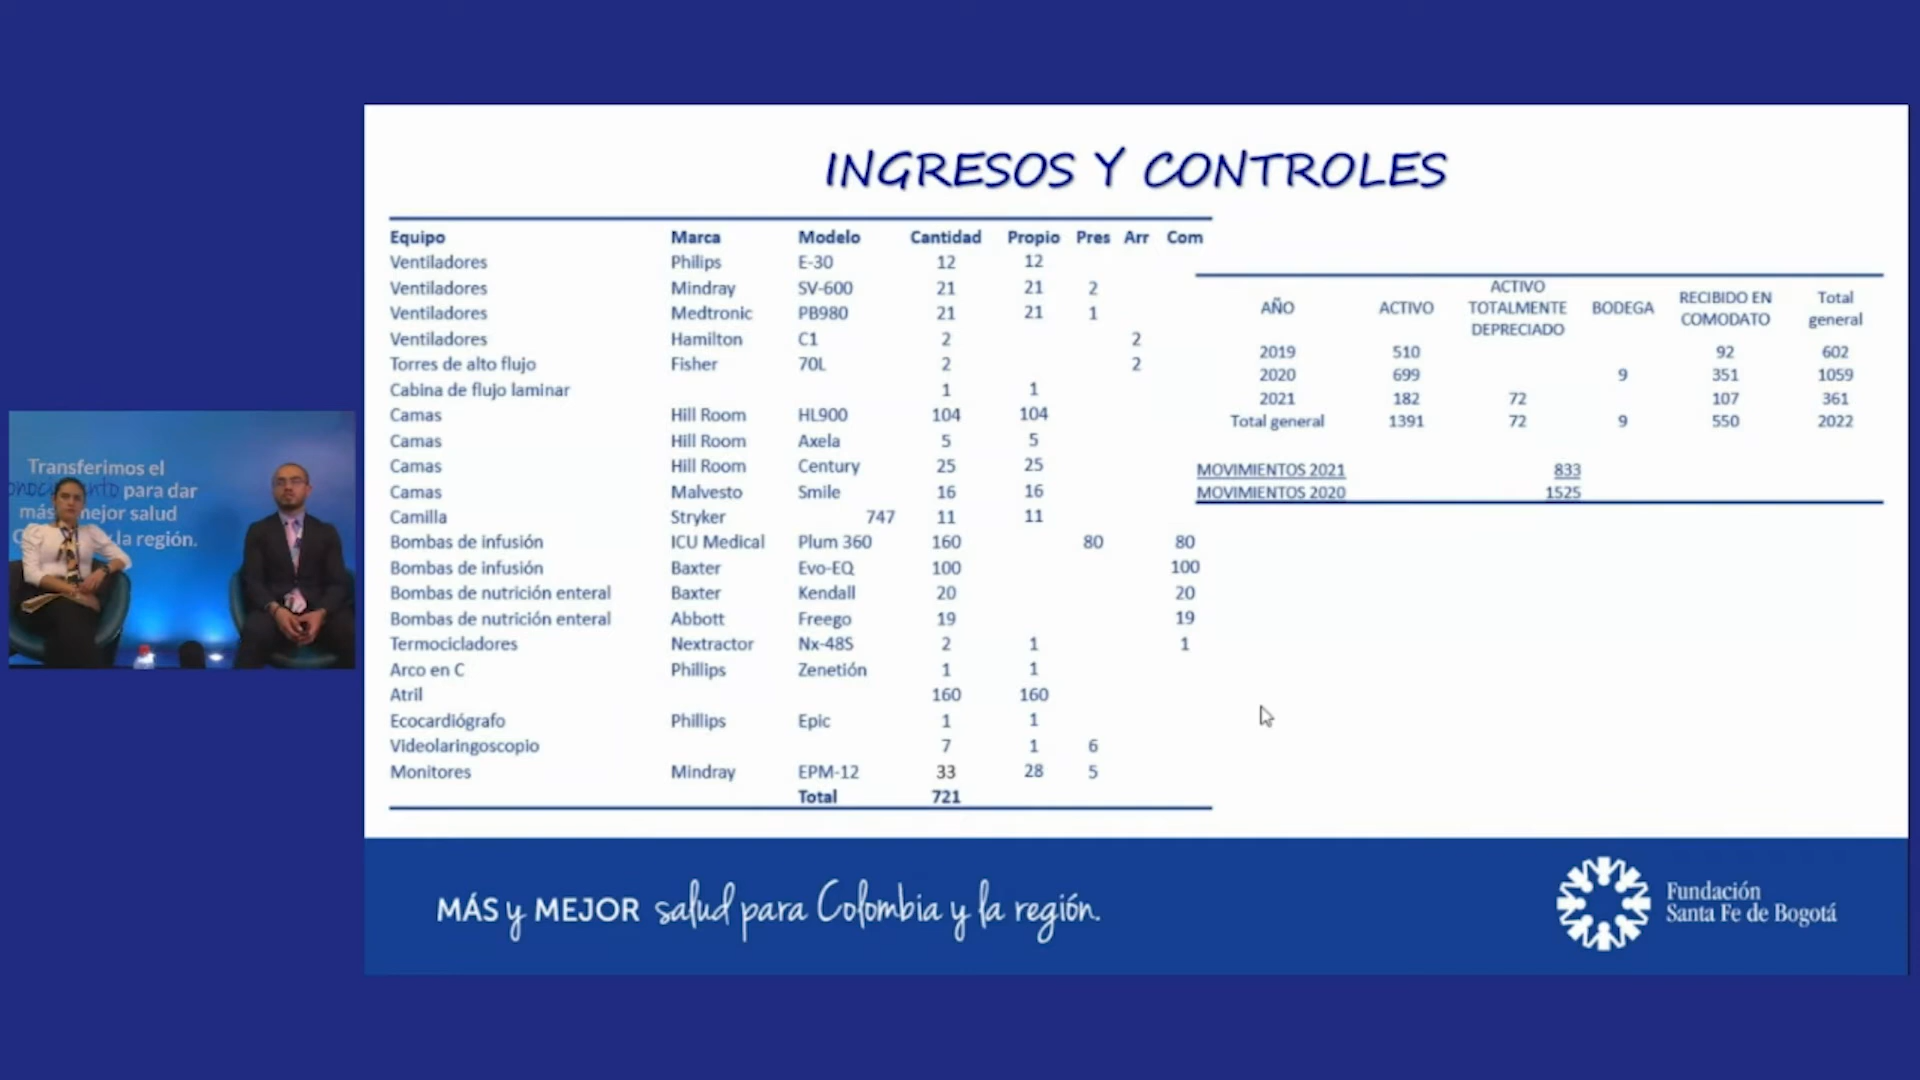 INGRESOS Y CONTROLES
Equipo Marca Modelo Cantidad Propio Pres Arr Com
Ventiladores Philips E-30 12 12
Ventiladores Mindray SV-600 21 21 2
Ventiladores Medtronic PB980 21 21 1
Ventiladores Hamilton C1 2 2
Torres de alto flujo Fisher 70L 2 2
Cabina de flujo laminar 1 1
Camas Hill Room HL900 104 104
Camas Hill Room Axela 5 5
Camas Hill Room Century 25 25
Camas Malvesto Smile 16 16
Camilla Stryker 747 11 11
Bombas de infusión ICU Medical Plum 360 160 80 80
Bombas de infusión Baxter Evo-EQ 100 100
Bombas de nutrición enteral Baxter Kendall 20 20
Bombas de nutrición enteral Abbott Freego 19 19
Termocicladores Nextractor Nx-48S 2 1 1
Arco en C Phillips Zenetión 1 1
Atril 160 160
Ecocardiógrafo Phillips Epic 1 1
Videolaringoscopio 7 1 6
Monitores Mindray EPM-12 33 28 5
Total 721
AÑO ACTIVO ACTIVO TOTALMENTE DEPRECIADO BODEGA RECIBIDO EN COMODATO Total general
2019 510 92 602
2020 699 9 351 1059
2021 182 72 107 361
Total general 1391 72 9 550 2022
MOVIMIENTOS 2021 833
MOVIMIENTOS 2020 1525
Transferimos el
para dar
más mejor salud
la región.
MÁS y MEJOR salud para Colombia y la región.
Fundación
Santa Fe de Bogotá